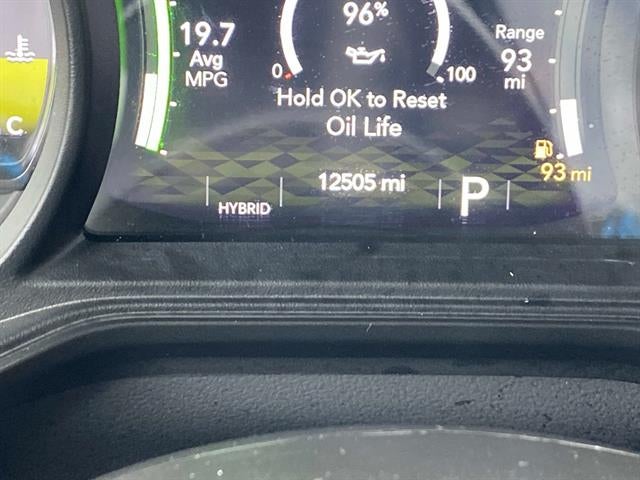 96%
19.7
Avg
MPG
Range
93
mi
0
100
Hold OK to Reset
Oil Life
C
93 mi
12505 mi
HYBRID
P